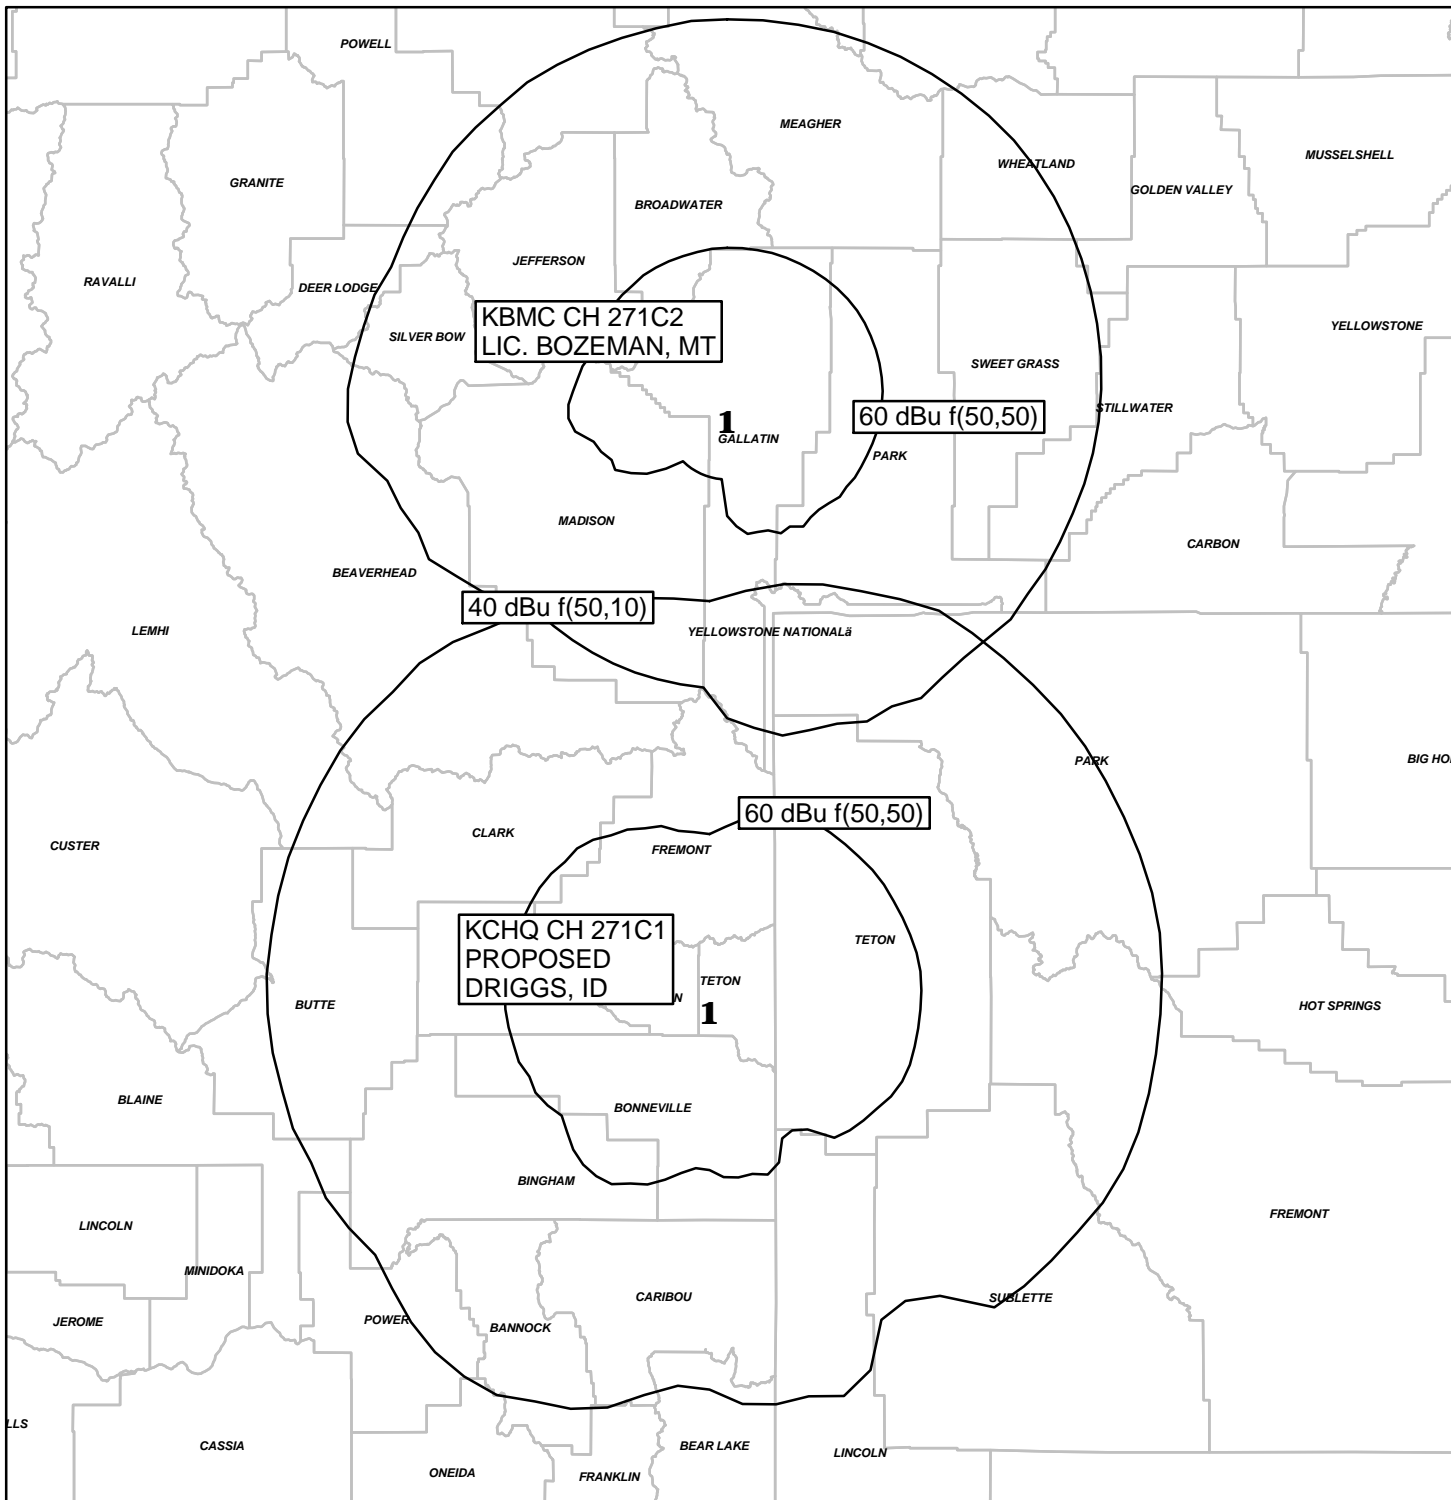 POWELL
MEAGHER
WHEATLAND
MUSSELSHELL
GRANITE
GOLDEN VALLEY
BROADWATER
JEFFERSON
RAVALLI
DEER LODGE
KBMC CH 271C2
LIC. BOZEMAN, MT
SILVER BOW
YELLOWSTONE
SWEET GRASS
STILLWATER
60 dBu f(50,50)
1
GALLATIN
PARK
MADISON
CARBON
BEAVERHEAD
40 dBu f(50,10)
LEMHI
YELLOWSTONE NATIONALä
PARK
BIG HO
60 dBu f(50,50)
CLARK
CUSTER
FREMONT
KCHQ CH 271C1
PROPOSED
DRIGGS, ID
TETON
TETON
N
BUTTE
1
HOT SPRINGS
BLAINE
BONNEVILLE
BINGHAM
LINCOLN
FREMONT
MINIDOKA
CARIBOU
SUBLETTE
JEROME
POWER
BANNOCK
LLS
CASSIA
BEAR LAKE
LINCOLN
ONEIDA
FRANKLIN